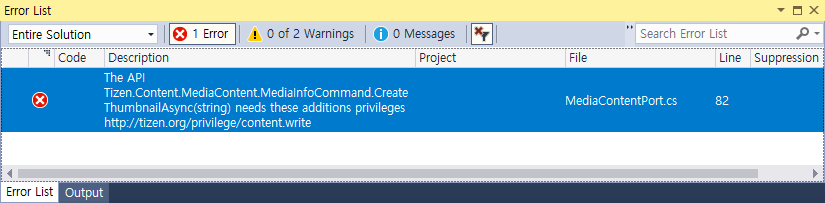 Error List
Entire Solution
1 Error
0 of 2 Warnings
0 Messages
Search Error List
Code Description Project File Line Suppression
The API
Tizen.Content.MediaContent.MediaInfoCommand.Create
ThumbnailAsync(string) needs these additions privileges
http://tizen.org/privilege/content.write
MediaContentPort.cs 82
Error List Output